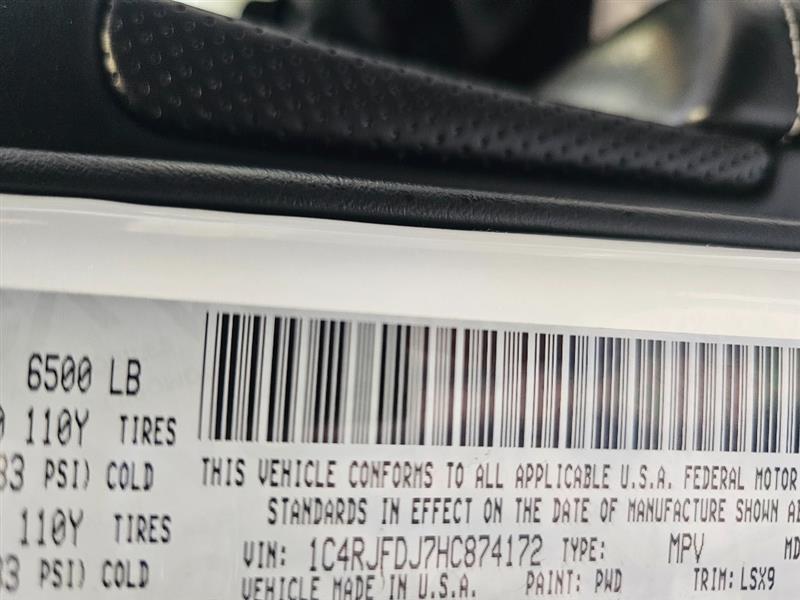 6500 LB
110Y TIRES
PSI) COLD
110Y TIRES
PSI) COLD
THIS VEHICLE CONFORMS TO ALL APPLICABLE U.S.A. FEDERAL MOTOR
STANDARDS IN EFFECT ON THE DATE OF MANUFACTURE SHOWN
VIN: 1C4RJFDJ7HC874172 TYPE: MPV
VEHICLE MADE IN U.S.A. PAINT: PWD TRIM: LSX9